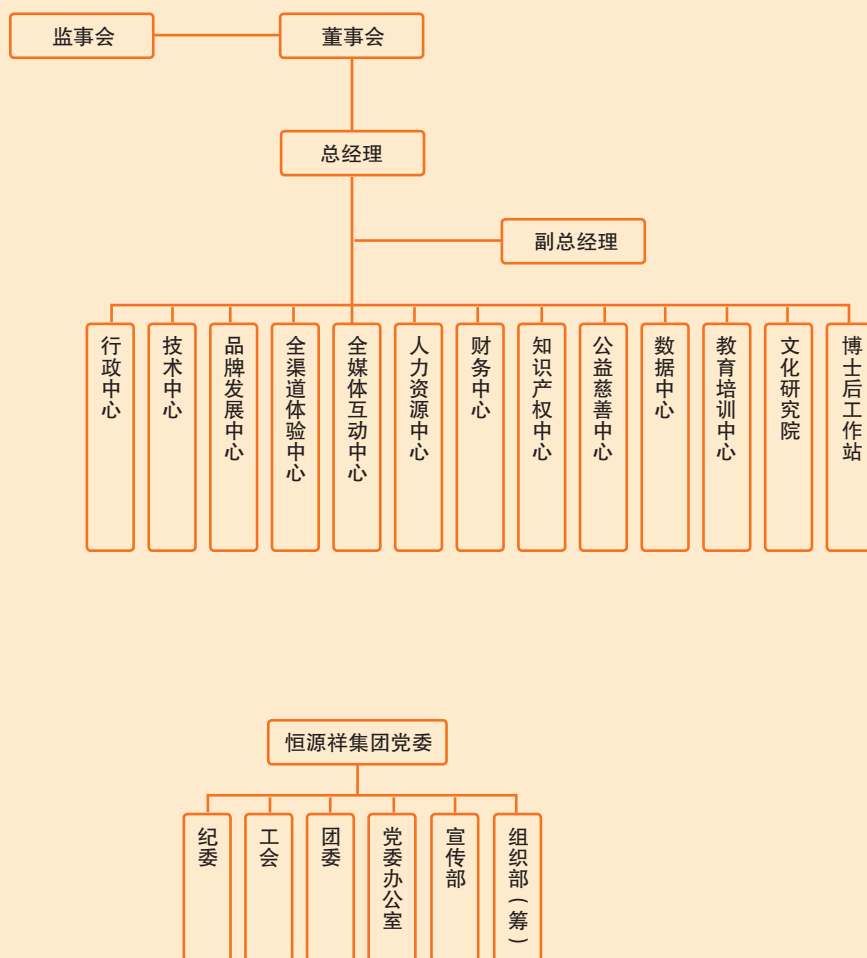 监事会
董事会
总经理
副总经理
行政中心
技术中心
品牌发展中心
全渠道体验中心
全媒体互动中心
人力资源中心
财务中心
知识产权中心
公益慈善中心
数据中心
教育培训中心
文化研究院
博士后工作站
恒源祥集团党委
纪委
工会
团委
党委办公室
宣传部
组织部(筹)